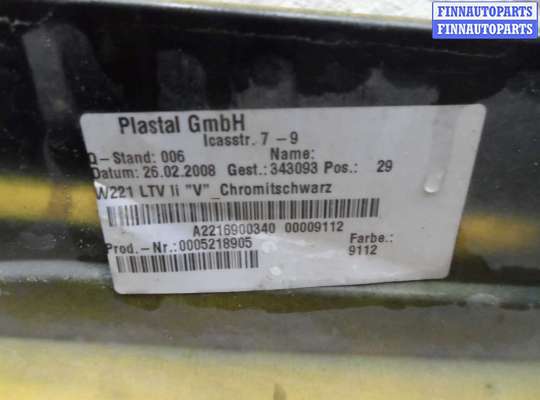 FINNAUTOPARTS
FINNAUTOPARTS
Plastal GmbH
Icasstr. 7 - 9
Q-Stand: 006 Name:
Datum: 26.02.2008 Gest.: 343093 Pos.: 29
W221 LTV li "V"_Chromitschwarz
A2216900340 00009112
Prod.-Nr.:0005218905 Farbe.:
9112